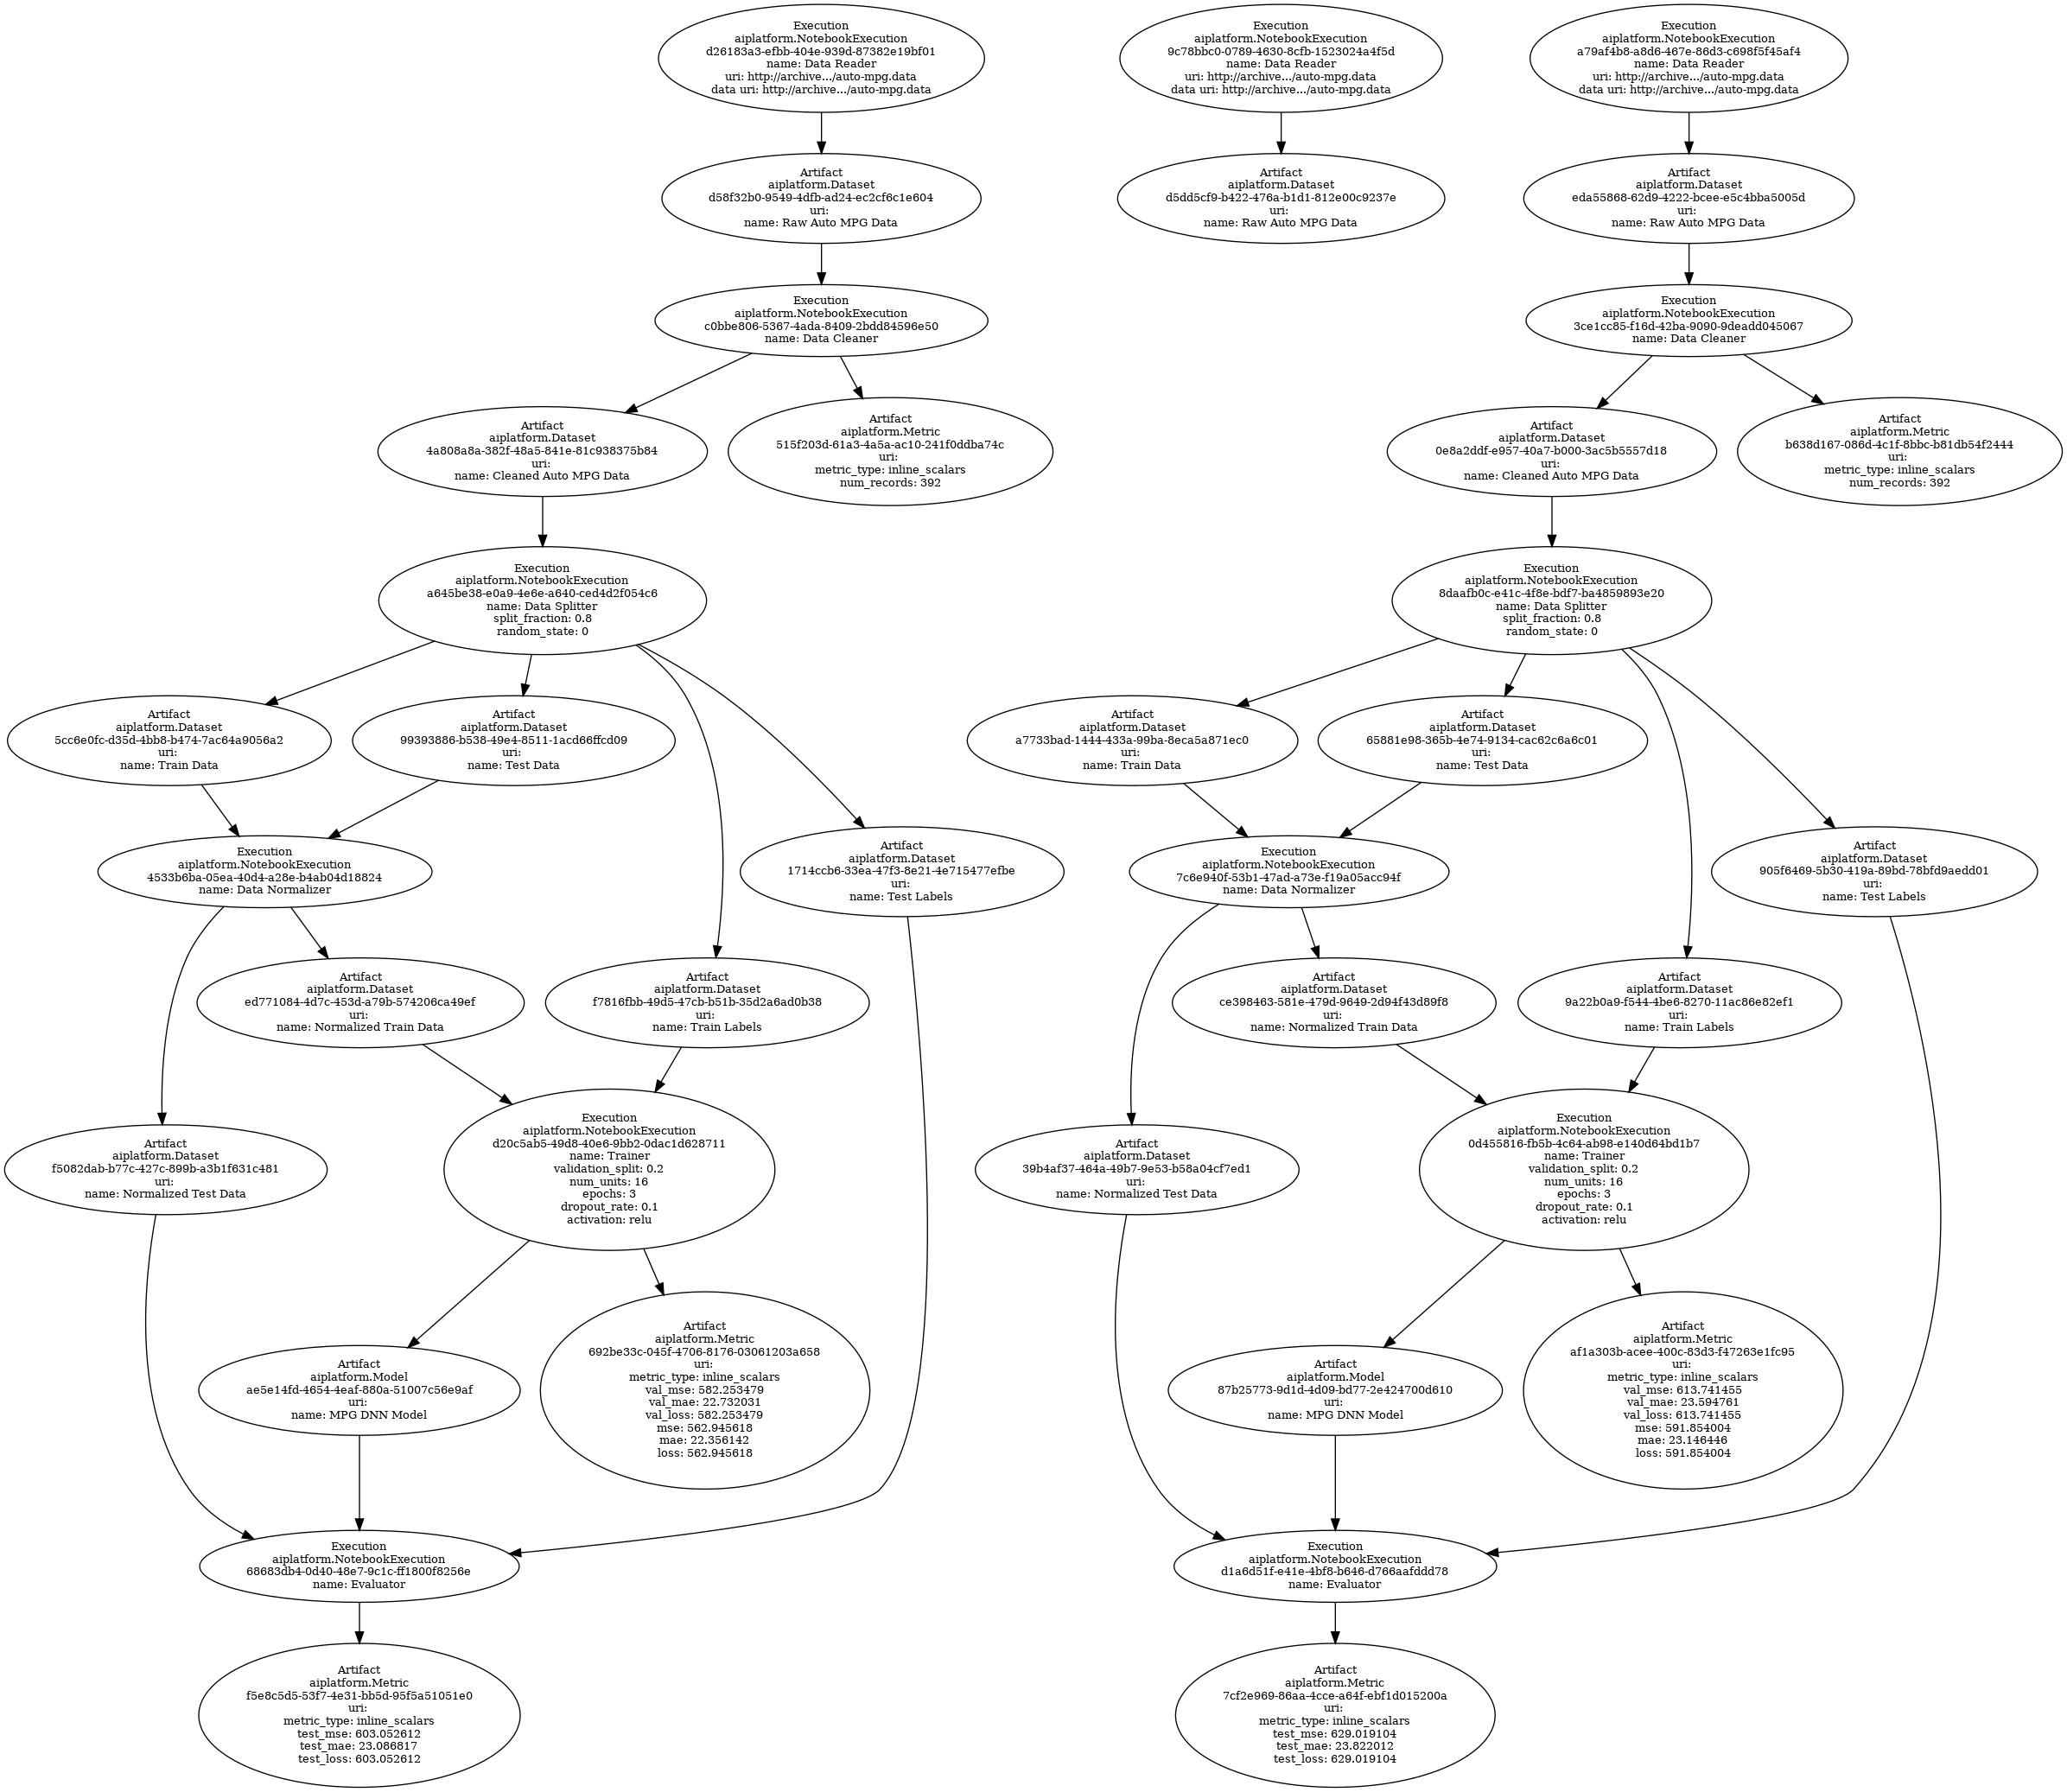 Execution
aiplatform.NotebookExecution
d26183a3-efbb-404e-939d-87382e19bf01
name: Data Reader
uri: http://archive.../auto-mpg.data
data uri: http://archive.../auto-mpg.data
Execution
aiplatform.NotebookExecution
9c78bbc0-0789-4630-8cfb-1523024a4f5d
name: Data Reader
uri: http://archive.../auto-mpg.data
data uri: http://archive.../auto-mpg.data
Execution
aiplatform.NotebookExecution
a79af4b8-a8d6-467e-86d3-c698f5f45af4
name: Data Reader
uri: http://archive.../auto-mpg.data
data uri: http://archive.../auto-mpg.data
Artifact
aiplatform.Dataset
d58f32b0-9549-4dfb-ad24-ec2cf6c1e604
uri:
name: Raw Auto MPG Data
Artifact
aiplatform.Dataset
d5dd5cf9-b422-476a-b1d1-812e00c9237e
uri:
name: Raw Auto MPG Data
Artifact
aiplatform.Dataset
eda55868-62d9-4222-bcee-e5c4bba5005d
uri:
name: Raw Auto MPG Data
Execution
aiplatform.NotebookExecution
c0bbe806-5367-4ada-8409-2bdd84596e50
name: Data Cleaner
Execution
aiplatform.NotebookExecution
3ce1cc85-f16d-42ba-9090-9deadd045067
name: Data Cleaner
Artifact
aiplatform.Dataset
4a808a8a-382f-48a5-841e-81c938375b84
uri:
name: Cleaned Auto MPG Data
Artifact
aiplatform.Metric
515f203d-61a3-4a5a-ac10-241f0ddba74c
uri:
metric_type: inline_scalars
num_records: 392
Artifact
aiplatform.Dataset
0e8a2ddf-e957-40a7-b000-3ac5b5557d18
uri:
name: Cleaned Auto MPG Data
Artifact
aiplatform.Metric
b638d167-086d-4c1f-8bbc-b81db54f2444
uri:
metric_type: inline_scalars
num_records: 392
Execution
aiplatform.NotebookExecution
a645be38-e0a9-4e6e-a640-ced4d2f054c6
name: Data Splitter
split_fraction: 0.8
random_state: 0
Execution
aiplatform.NotebookExecution
8daafb0c-e41c-4f8e-bdf7-ba4859893e20
name: Data Splitter
split_fraction: 0.8
random_state: 0
Artifact
aiplatform.Dataset
5cc6e0fc-d35d-4bb8-b474-7ac64a9056a2
uri:
name: Train Data
Artifact
aiplatform.Dataset
99393886-b538-49e4-8511-1acd66ffcd09
uri:
name: Test Data
Artifact
aiplatform.Dataset
a7733bad-1444-433a-99ba-8eca5a871ec0
uri:
name: Train Data
Artifact
aiplatform.Dataset
65881e98-365b-4e74-9134-cac62c6a6c01
uri:
name: Test Data
Execution
aiplatform.NotebookExecution
4533b6ba-05ea-40d4-a28e-b4ab04d18824
name: Data Normalizer
Artifact
aiplatform.Dataset
1714ccb6-33ea-47f3-8e21-4e715477efbe
uri:
name: Test Labels
Execution
aiplatform.NotebookExecution
7c6e940f-53b1-47ad-a73e-f19a05acc94f
name: Data Normalizer
Artifact
aiplatform.Dataset
905f6469-5b30-419a-89bd-78bfd9aedd01
uri:
name: Test Labels
Artifact
aiplatform.Dataset
ed771084-4d7c-453d-a79b-574206ca49ef
uri:
name: Normalized Train Data
Artifact
aiplatform.Dataset
f7816fbb-49d5-47cb-b51b-35d2a6ad0b38
uri:
name: Train Labels
Artifact
aiplatform.Dataset
ce398463-581e-479d-9649-2d94f43d89f8
uri:
name: Normalized Train Data
Artifact
aiplatform.Dataset
9a22b0a9-f544-4be6-8270-11ac86e82ef1
uri:
name: Train Labels
Artifact
aiplatform.Dataset
f5082dab-b77c-427c-899b-a3b1f631c481
uri:
name: Normalized Test Data
Execution
aiplatform.NotebookExecution
d20c5ab5-49d8-40e6-9bb2-0dac1d628711
name: Trainer
validation_split: 0.2
num_units: 16
epochs: 3
dropout_rate: 0.1
activation: relu
Artifact
aiplatform.Dataset
39b4af37-464a-49b7-9e53-b58a04cf7ed1
uri:
name: Normalized Test Data
Execution
aiplatform.NotebookExecution
0d455816-fb5b-4c64-ab98-e140d64bd1b7
name: Trainer
validation_split: 0.2
num_units: 16
epochs: 3
dropout_rate: 0.1
activation: relu
Artifact
aiplatform.Model
ae5e14fd-4654-4eaf-880a-51007c56e9af
uri:
name: MPG DNN Model
Artifact
aiplatform.Metric
692be33c-045f-4706-8176-03061203a658
uri:
metric_type: inline_scalars
val_mse: 582.253479
val_mae: 22.732031
val_loss: 582.253479
mse: 562.945618
mae: 22.356142
loss: 562.945618
Artifact
aiplatform.Model
87b25773-9d1d-4d09-bd77-2e424700d610
uri:
name: MPG DNN Model
Artifact
aiplatform.Metric
af1a303b-acee-400c-83d3-f47263e1fc95
uri:
metric_type: inline_scalars
val_mse: 613.741455
val_mae: 23.594761
val_loss: 613.741455
mse: 591.854004
mae: 23.146446
loss: 591.854004
Execution
aiplatform.NotebookExecution
68683db4-0d40-48e7-9c1c-ff1800f8256e
name: Evaluator
Execution
aiplatform.NotebookExecution
d1a6d51f-e41e-4bf8-b646-d766aafddd78
name: Evaluator
Artifact
aiplatform.Metric
f5e8c5d5-53f7-4e31-bb5d-95f5a51051e0
uri:
metric_type: inline_scalars
test_mse: 603.052612
test_mae: 23.086817
test_loss: 603.052612
Artifact
aiplatform.Metric
7cf2e969-86aa-4cce-a64f-ebf1d015200a
uri:
metric_type: inline_scalars
test_mse: 629.019104
test_mae: 23.822012
test_loss: 629.019104